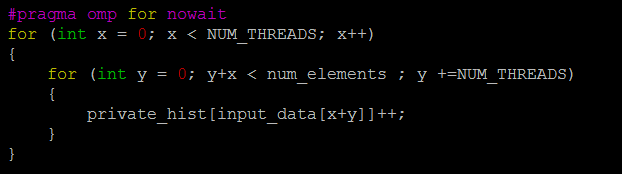 #pragma omp for nowait
for (int x = 0; x < NUM_THREADS; x++)
{
    for (int y = 0; y+x < num_elements ; y +=NUM_THREADS)
    {
        private_hist[input_data[x+y]]++;
    }
}